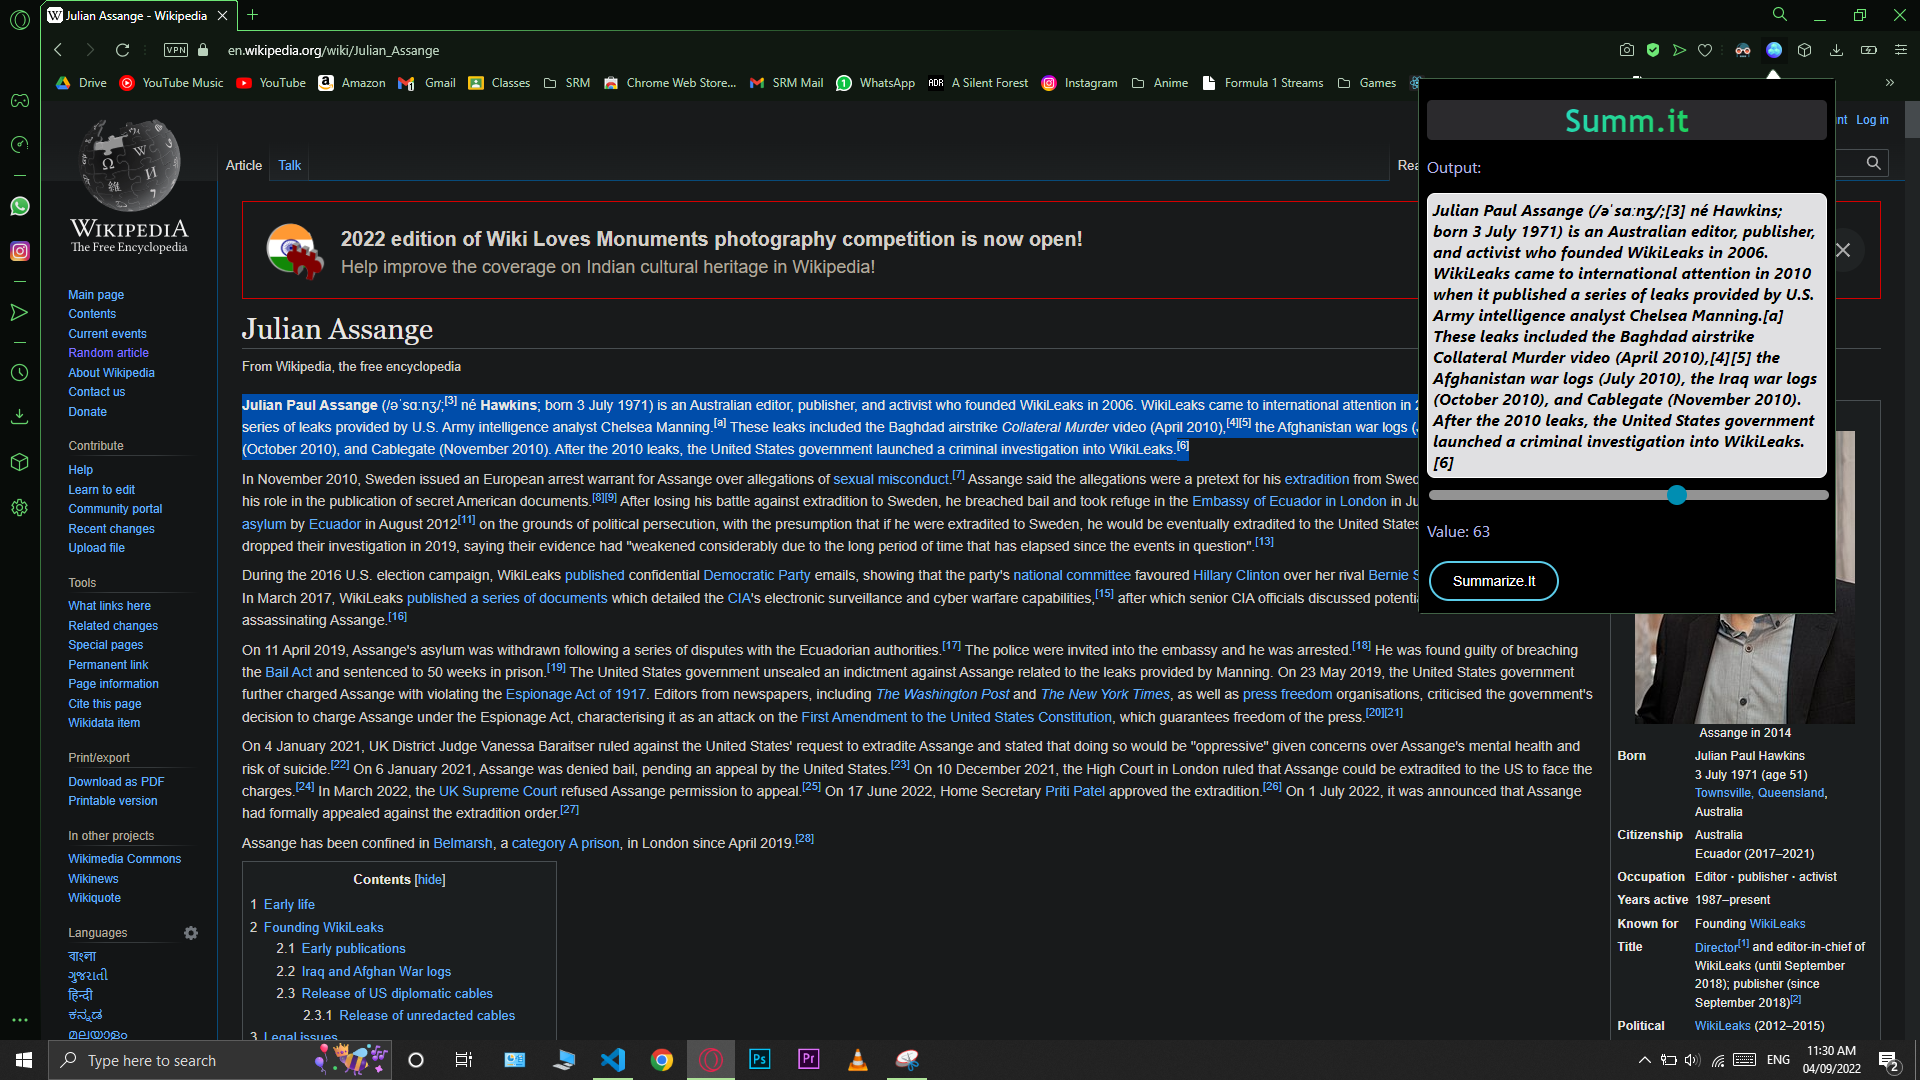 Julian Assange - Wikipedia
VPN
en.wikipedia.org/wiki/Julian_Assange
Drive
YouTube Music
YouTube
Amazon
Gmail
Classes
SRM
Chrome Web Store...
SRM Mail
WhatsApp
A Silent Forest
Instagram
Anime
Formula 1 Streams
Games
»
WIKIPEDIA
The Free Encyclopedia
Main page
Contents
Current events
Random article
About Wikipedia
Contact us
Donate
Contribute
Help
Learn to edit
Community portal
Recent changes
Upload file
Tools
What links here
Related changes
Special pages
Permanent link
Page information
Cite this page
Wikidata item
Print/export
Download as PDF
Printable version
In other projects
Wikimedia Commons
Wikinews
Wikiquote
Languages
বাংলা
ગુજરાતી
हिन्दी
ಕನ್ನಡ
മലയാളം
Article
Talk
Rea
nt Log in
2022 edition of Wiki Loves Monuments photography competition is now open!
Help improve the coverage on Indian cultural heritage in Wikipedia!
Julian Assange
From Wikipedia, the free encyclopedia
Julian Paul Assange (/əˈsɑːnʒ/;[3] né Hawkins; born 3 July 1971) is an Australian editor, publisher, and activist who founded WikiLeaks in 2006. WikiLeaks came to international attention in 2
series of leaks provided by U.S. Army intelligence analyst Chelsea Manning.[a] These leaks included the Baghdad airstrike Collateral Murder video (April 2010),[4][5] the Afghanistan war logs (
(October 2010), and Cablegate (November 2010). After the 2010 leaks, the United States government launched a criminal investigation into WikiLeaks.[6]
In November 2010, Sweden issued an European arrest warrant for Assange over allegations of sexual misconduct.[7] Assange said the allegations were a pretext for his extradition from Swed
his role in the publication of secret American documents.[8][9] After losing his battle against extradition to Sweden, he breached bail and took refuge in the Embassy of Ecuador in London in Ju
asylum by Ecuador in August 2012[11] on the grounds of political persecution, with the presumption that if he were extradited to Sweden, he would be eventually extradited to the United States
dropped their investigation in 2019, saying their evidence had "weakened considerably due to the long period of time that has elapsed since the events in question".[13]
During the 2016 U.S. election campaign, WikiLeaks published confidential Democratic Party emails, showing that the party's national committee favoured Hillary Clinton over her rival Bernie S
In March 2017, WikiLeaks published a series of documents which detailed the CIA's electronic surveillance and cyber warfare capabilities,[15] after which senior CIA officials discussed potenti
assassinating Assange.[16]
On 11 April 2019, Assange's asylum was withdrawn following a series of disputes with the Ecuadorian authorities.[17] The police were invited into the embassy and he was arrested.[18] He was found guilty of breaching
the Bail Act and sentenced to 50 weeks in prison.[19] The United States government unsealed an indictment against Assange related to the leaks provided by Manning. On 23 May 2019, the United States government
further charged Assange with violating the Espionage Act of 1917. Editors from newspapers, including The Washington Post and The New York Times, as well as press freedom organisations, criticised the government's
decision to charge Assange under the Espionage Act, characterising it as an attack on the First Amendment to the United States Constitution, which guarantees freedom of the press.[20][21]
On 4 January 2021, UK District Judge Vanessa Baraitser ruled against the United States' request to extradite Assange and stated that doing so would be "oppressive" given concerns over Assange's mental health and
risk of suicide.[22] On 6 January 2021, Assange was denied bail, pending an appeal by the United States.[23] On 10 December 2021, the High Court in London ruled that Assange could be extradited to the US to face the
charges.[24] In March 2022, the UK Supreme Court refused Assange permission to appeal.[25] On 17 June 2022, Home Secretary Priti Patel approved the extradition.[26] On 1 July 2022, it was announced that Assange
had formally appealed against the extradition order.[27]
Assange has been confined in Belmarsh, a category A prison, in London since April 2019.[28]
Contents [hide]
1 Early life
2 Founding WikiLeaks
2.1 Early publications
2.2 Iraq and Afghan War logs
2.3 Release of US diplomatic cables
2.3.1 Release of unredacted cables
3 Legal issues
Summ.it
Output:
Julian Paul Assange (/əˈsɑːnʒ/;[3] né Hawkins;
born 3 July 1971) is an Australian editor, publisher,
and activist who founded WikiLeaks in 2006.
WikiLeaks came to international attention in 2010
when it published a series of leaks provided by U.S.
Army intelligence analyst Chelsea Manning.[a]
These leaks included the Baghdad airstrike
Collateral Murder video (April 2010),[4][5] the
Afghanistan war logs (July 2010), the Iraq war logs
(October 2010), and Cablegate (November 2010).
After the 2010 leaks, the United States government
launched a criminal investigation into WikiLeaks.
[6]
Value: 63
Summarize.It
Assange in 2014
Born Julian Paul Hawkins
3 July 1971 (age 51)
Townsville, Queensland,
Australia
Citizenship Australia
Ecuador (2017–2021)
Occupation Editor · publisher · activist
Years active 1987–present
Known for Founding WikiLeaks
Title Director[1] and editor-in-chief of
WikiLeaks (until September
2018); publisher (since
September 2018)[2]
Political WikiLeaks (2012–2015)
Type here to search
Ps
Pr
ENG
11:30 AM
04/09/2022
2